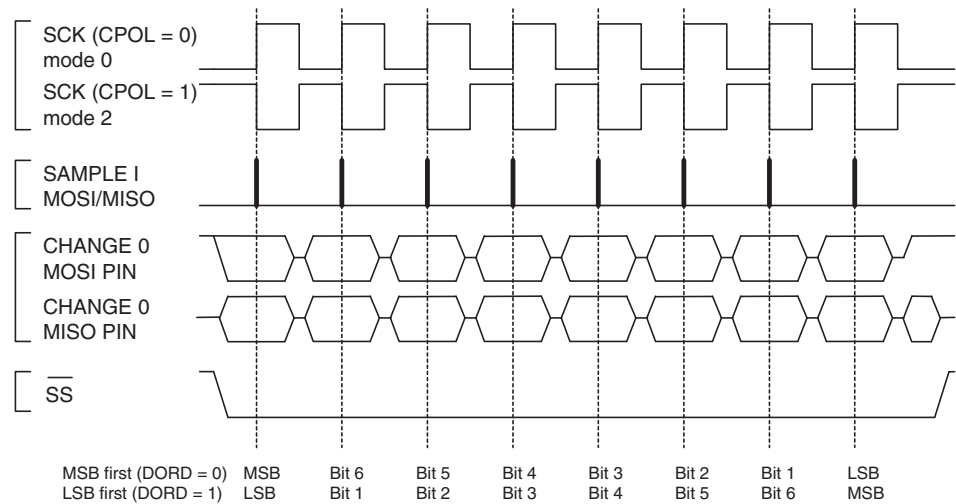 SCK (CPOL = 0)
mode 0
SCK (CPOL = 1)
mode 2
SAMPLE I
MOSI/MISO
CHANGE 0
MOSI PIN
CHANGE 0
MISO PIN
SS
MSB first (DORD = 0) MSB Bit 6 Bit 5 Bit 4 Bit 3 Bit 2 Bit 1 LSB
LSB first (DORD = 1) LSB Bit 1 Bit 2 Bit 3 Bit 4 Bit 5 Bit 6 MSB